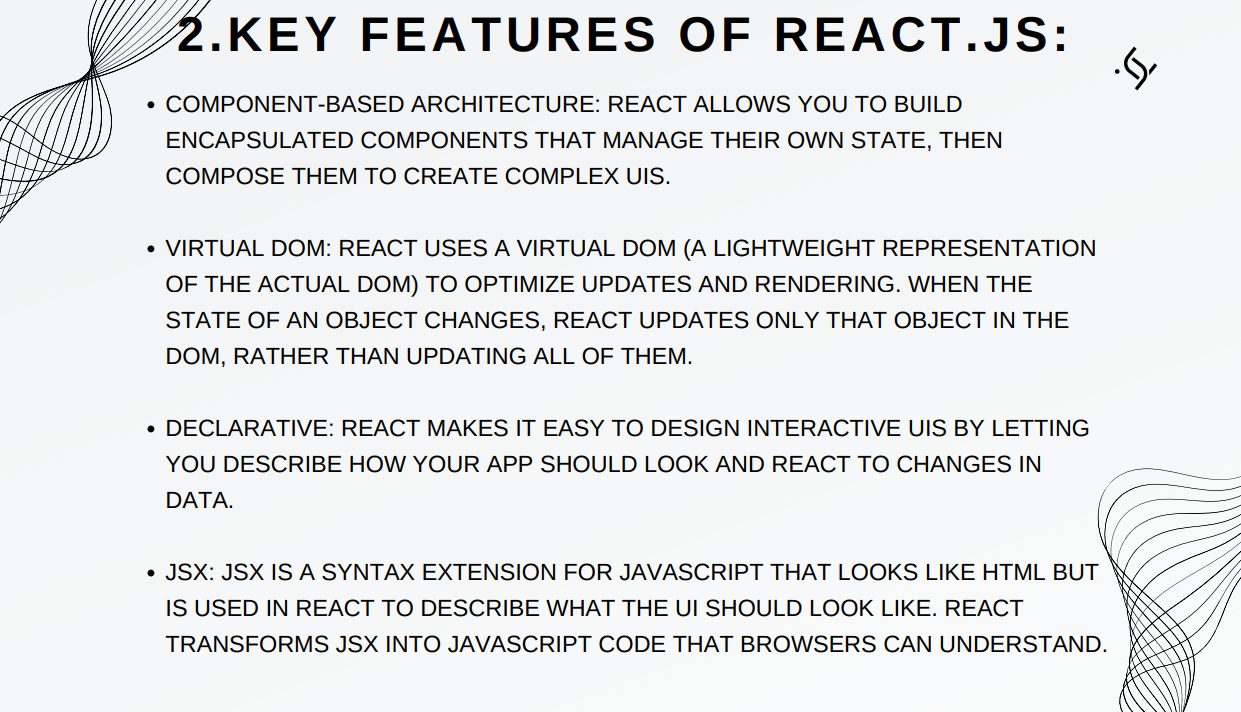 2.KEY FEATURES OF REACT.JS:
• COMPONENT-BASED ARCHITECTURE: REACT ALLOWS YOU TO BUILD
ENCAPSULATED COMPONENTS THAT MANAGE THEIR OWN STATE, THEN
COMPOSE THEM TO CREATE COMPLEX UIS.
• VIRTUAL DOM: REACT USES A VIRTUAL DOM (A LIGHTWEIGHT REPRESENTATION
OF THE ACTUAL DOM) TO OPTIMIZE UPDATES AND RENDERING. WHEN THE
STATE OF AN OBJECT CHANGES, REACT UPDATES ONLY THAT OBJECT IN THE
DOM, RATHER THAN UPDATING ALL OF THEM.
• DECLARATIVE: REACT MAKES IT EASY TO DESIGN INTERACTIVE UIS BY LETTING
YOU DESCRIBE HOW YOUR APP SHOULD LOOK AND REACT TO CHANGES IN
DATA.
• JSX: JSX IS A SYNTAX EXTENSION FOR JAVASCRIPT THAT LOOKS LIKE HTML BUT
IS USED IN REACT TO DESCRIBE WHAT THE UI SHOULD LOOK LIKE. REACT
TRANSFORMS JSX INTO JAVASCRIPT CODE THAT BROWSERS CAN UNDERSTAND.